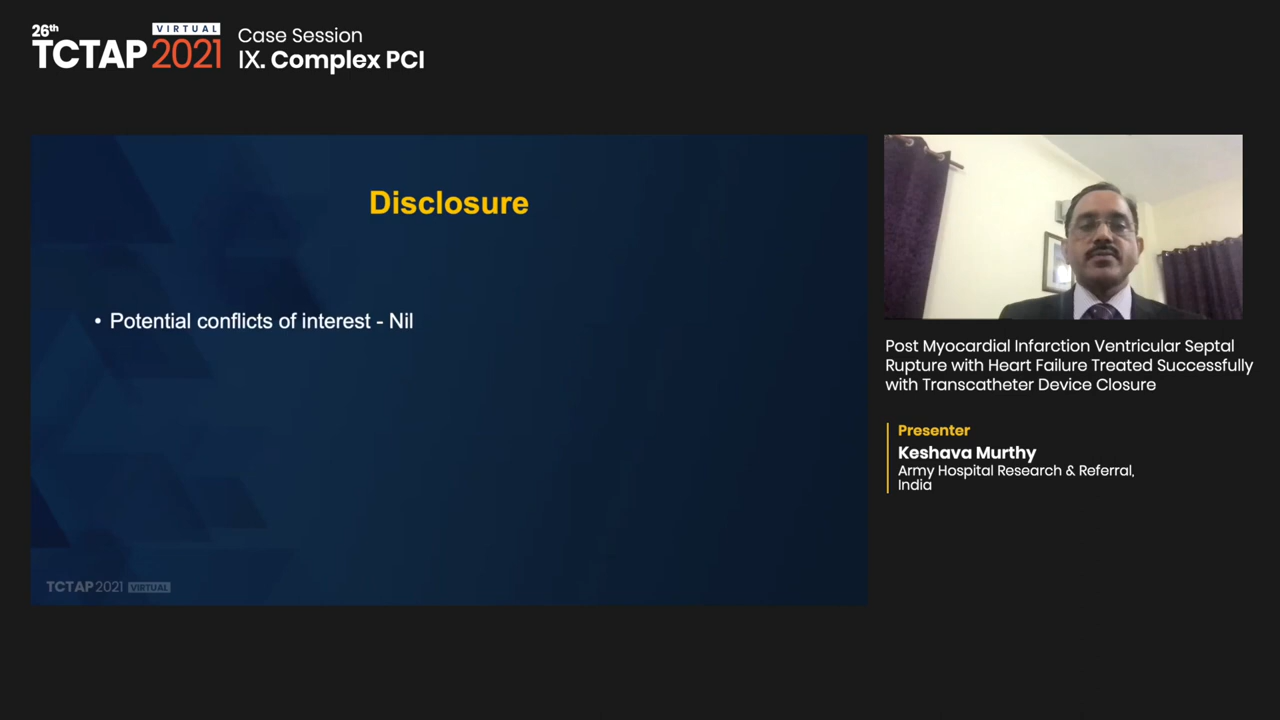 26th
VIRTUAL
TCTAP 2021
Case Session
IX. Complex PCI
Disclosure
• Potential conflicts of interest - Nil
TCTAP 2021 VIRTUAL
Post Myocardial Infarction Ventricular Septal
Rupture with Heart Failure Treated Successfully
with Transcatheter Device Closure
Presenter
Keshava Murthy
Army Hospital Research & Referral,
India